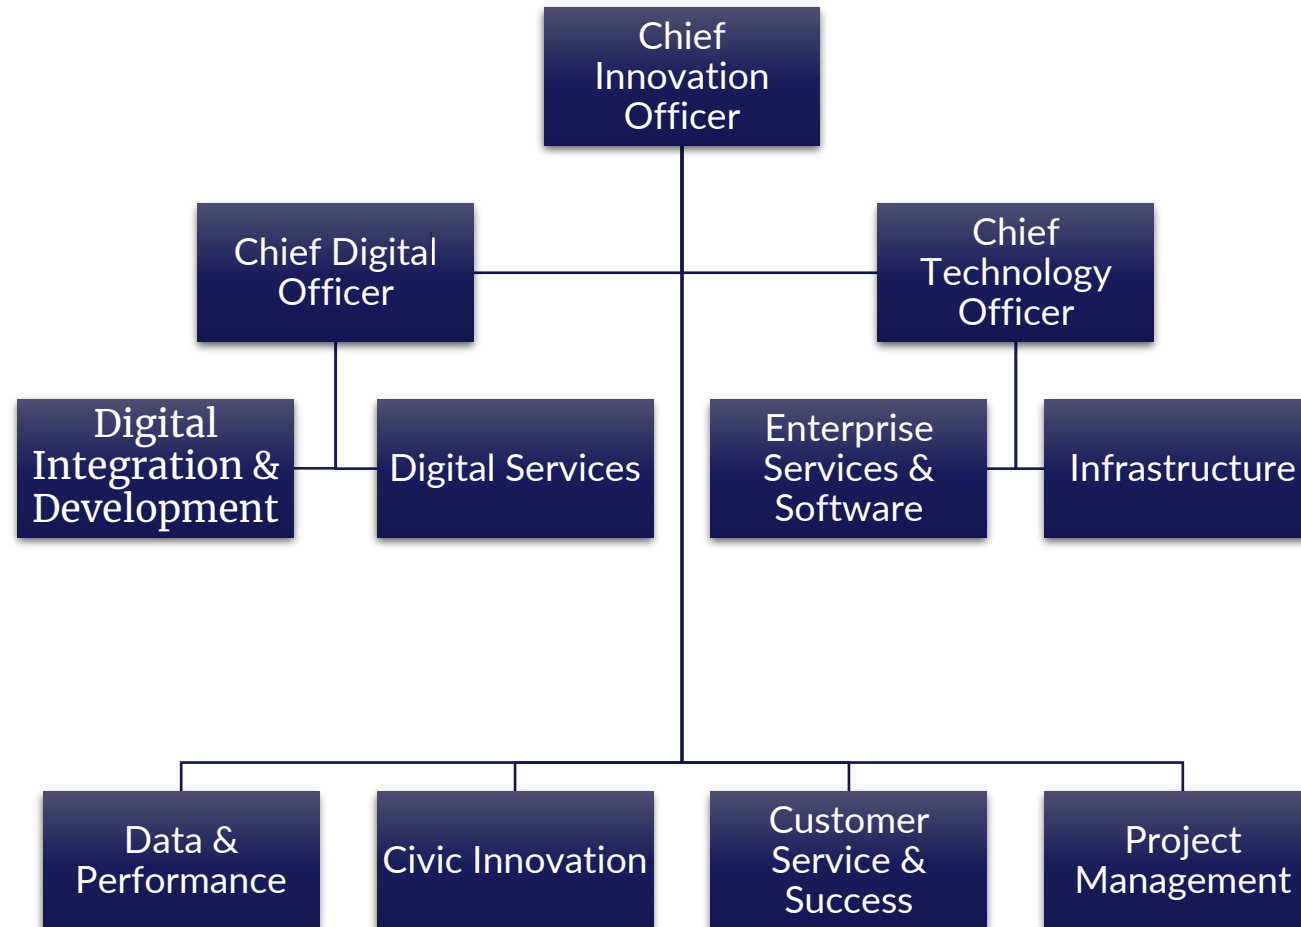 Chief
Innovation
Officer
Chief Digital
Officer
Chief
Technology
Officer
Digital
Integration &
Development
Digital Services
Enterprise
Services &
Software
Infrastructure
Data &
Performance
Civic Innovation
Customer
Service &
Success
Project
Management